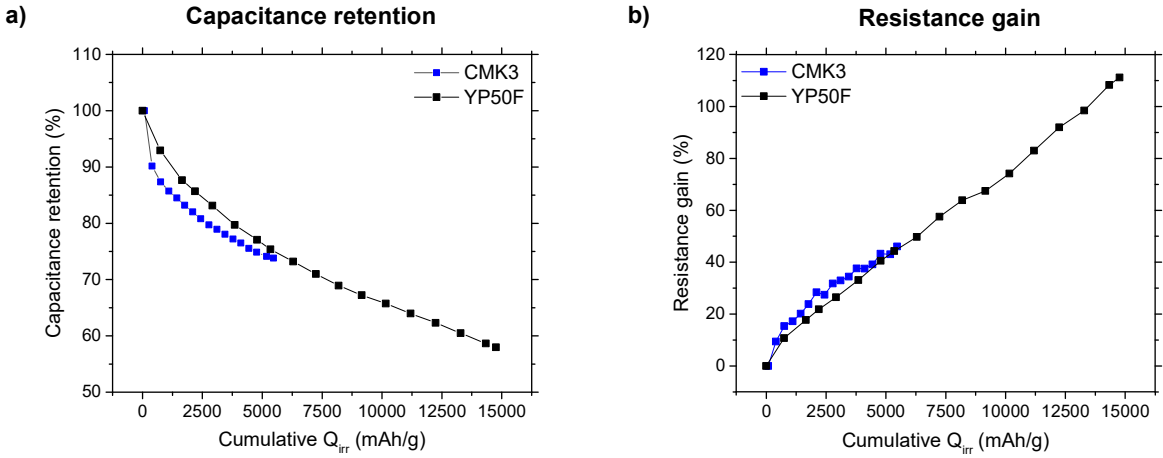 a)
Capacitance retention
110
100
90
80
70
60
50
Capacitance retention (%)
CMK3
YP50F
0 2500 5000 7500 10000 12500 15000
Cumulative Qirr (mAh/g)
b)
Resistance gain
120
100
80
60
40
20
0
Resistance gain (%)
CMK3
YP50F
0 2500 5000 7500 10000 12500 15000
Cumulative Qirr (mAh/g)